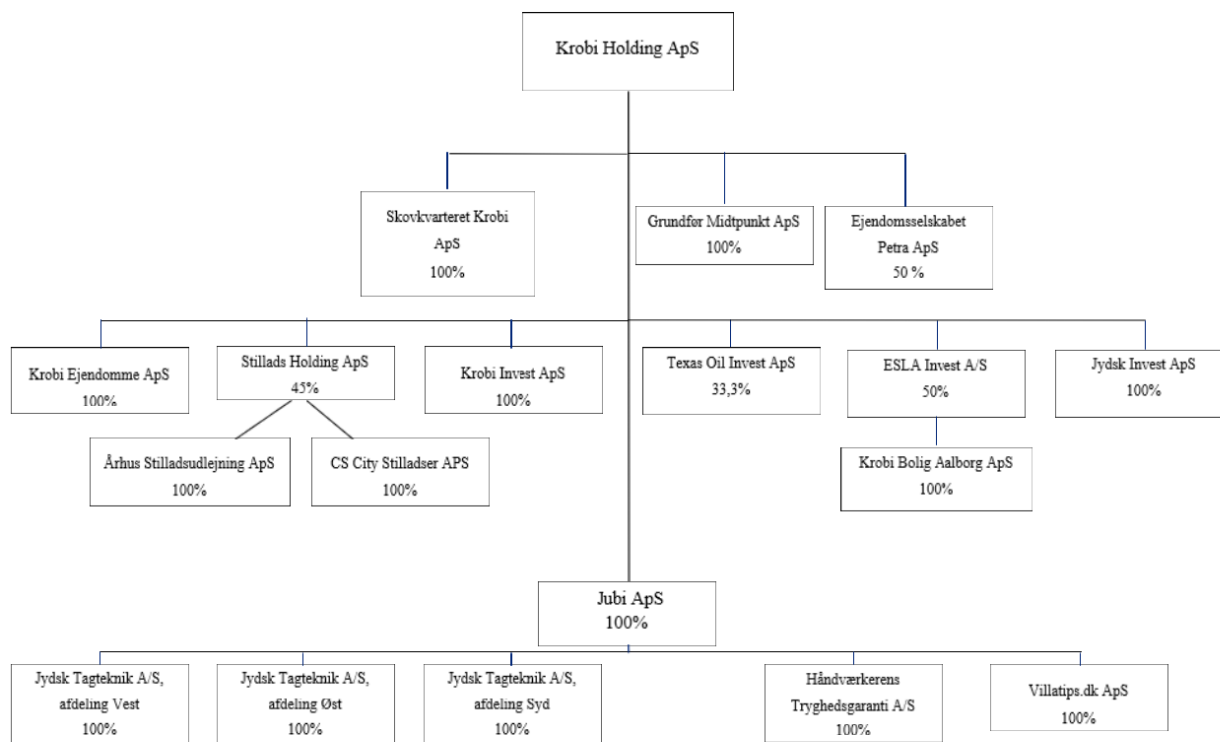 Krobi Holding ApS
Skovkvarteret Krobi
ApS
100%
Grundfør Midtpunkt ApS
100%
Ejendomsselskabet
Petra ApS
50 %
Krobi Ejendomme ApS
100%
Stillads Holding ApS
45%
Krobi Invest ApS
100%
Texas Oil Invest ApS
33,3%
ESLA Invest A/S
50%
Jydsk Invest ApS
100%
Århus Stilladsudlejning ApS
100%
CS City Stilladser APS
100%
Krobi Bolig Aalborg ApS
100%
Jubi ApS
100%
Jydsk Tagteknik A/S,
afdeling Vest
100%
Jydsk Tagteknik A/S,
afdeling Øst
100%
Jydsk Tagteknik A/S,
afdeling Syd
100%
Håndværkerens
Tryghedsgaranti A/S
100%
Villatips.dk ApS
100%